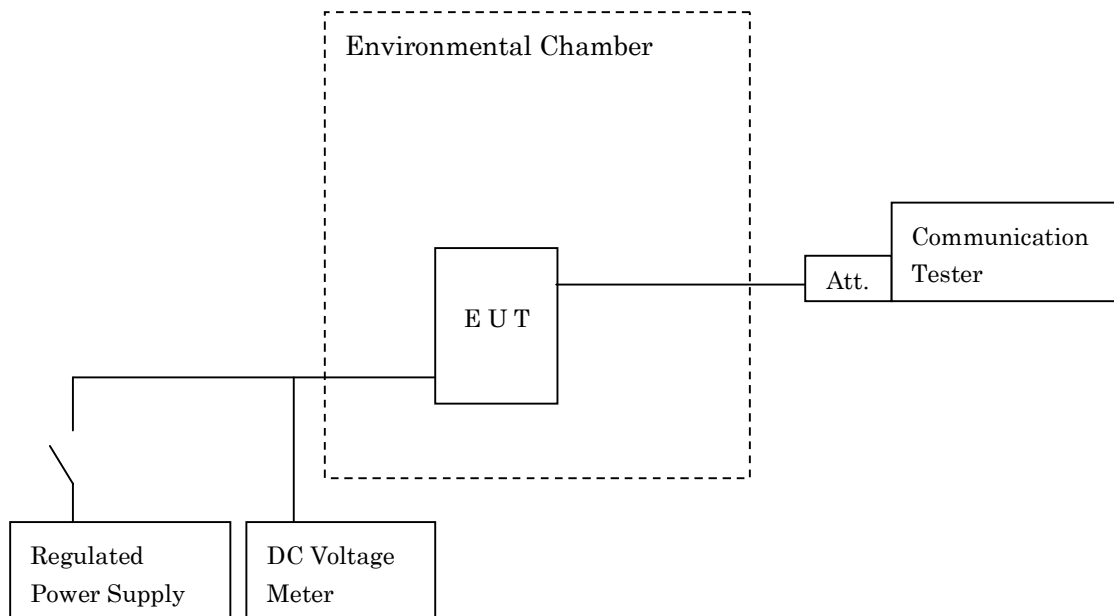 Environmental Chamber
Communication
Tester
Att.
E U T
Regulated
Power Supply
DC Voltage
Meter